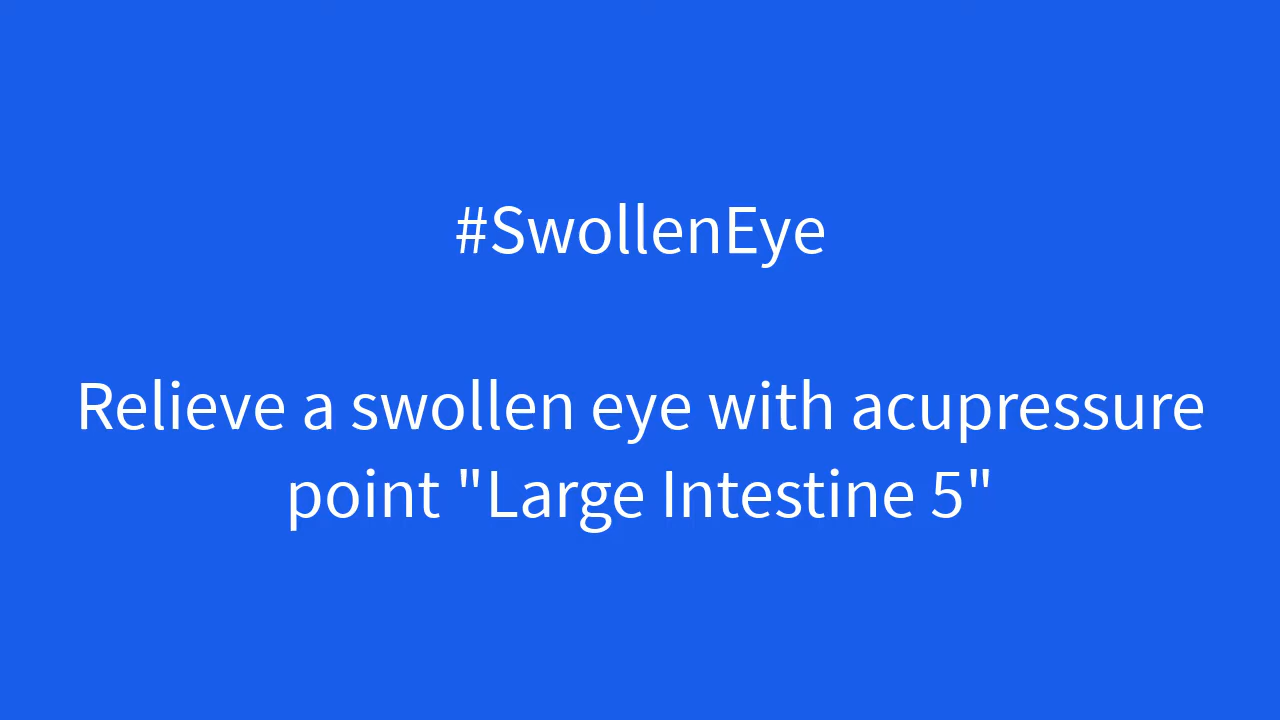 #SwollenEye
Relieve a swollen eye with acupressure
point "Large Intestine 5"